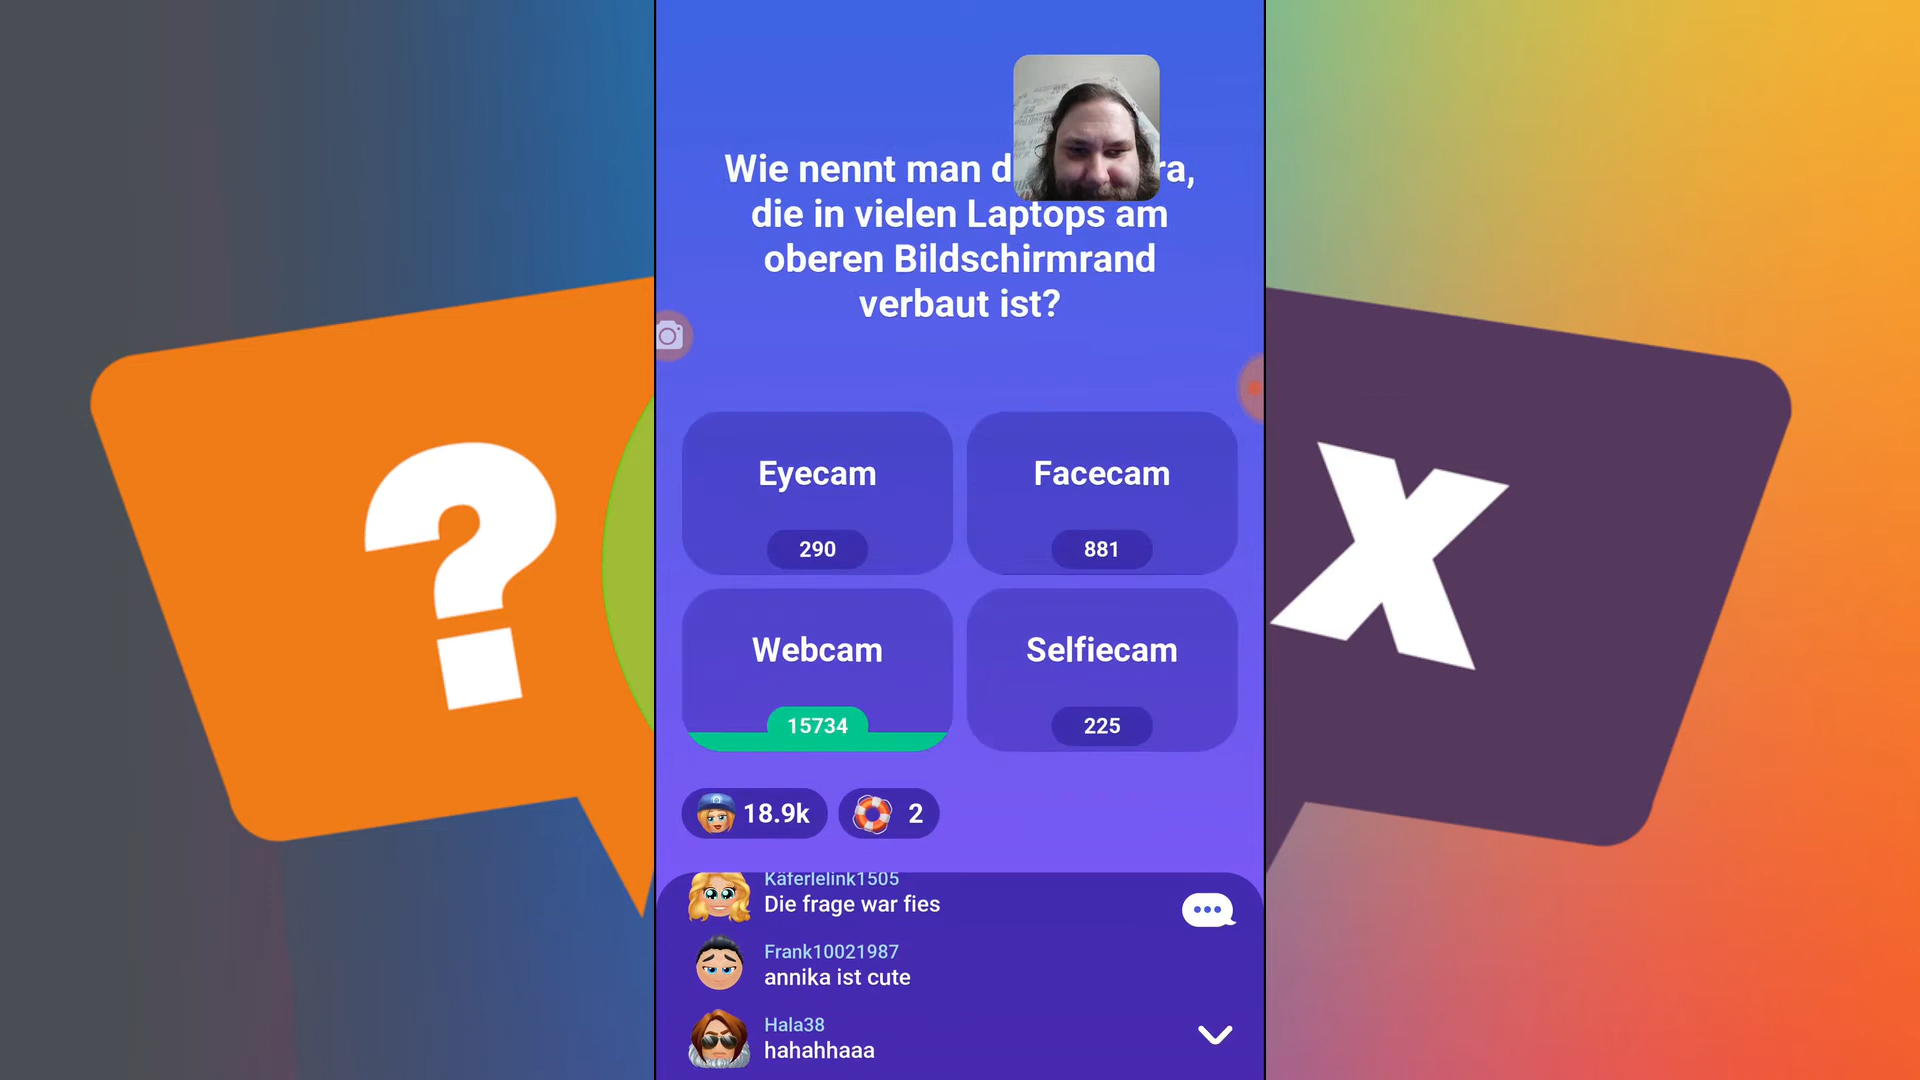 Wie nennt man d ra,
die in vielen Laptops am
oberen Bildschirmrand
verbaut ist?
Eyecam
290
Facecam
881
Webcam
15734
Selfiecam
225
18.9k
2
Käferlelink1505
Die frage war fies
Frank10021987
annika ist cute
Hala38
hahahhaaa
?
X